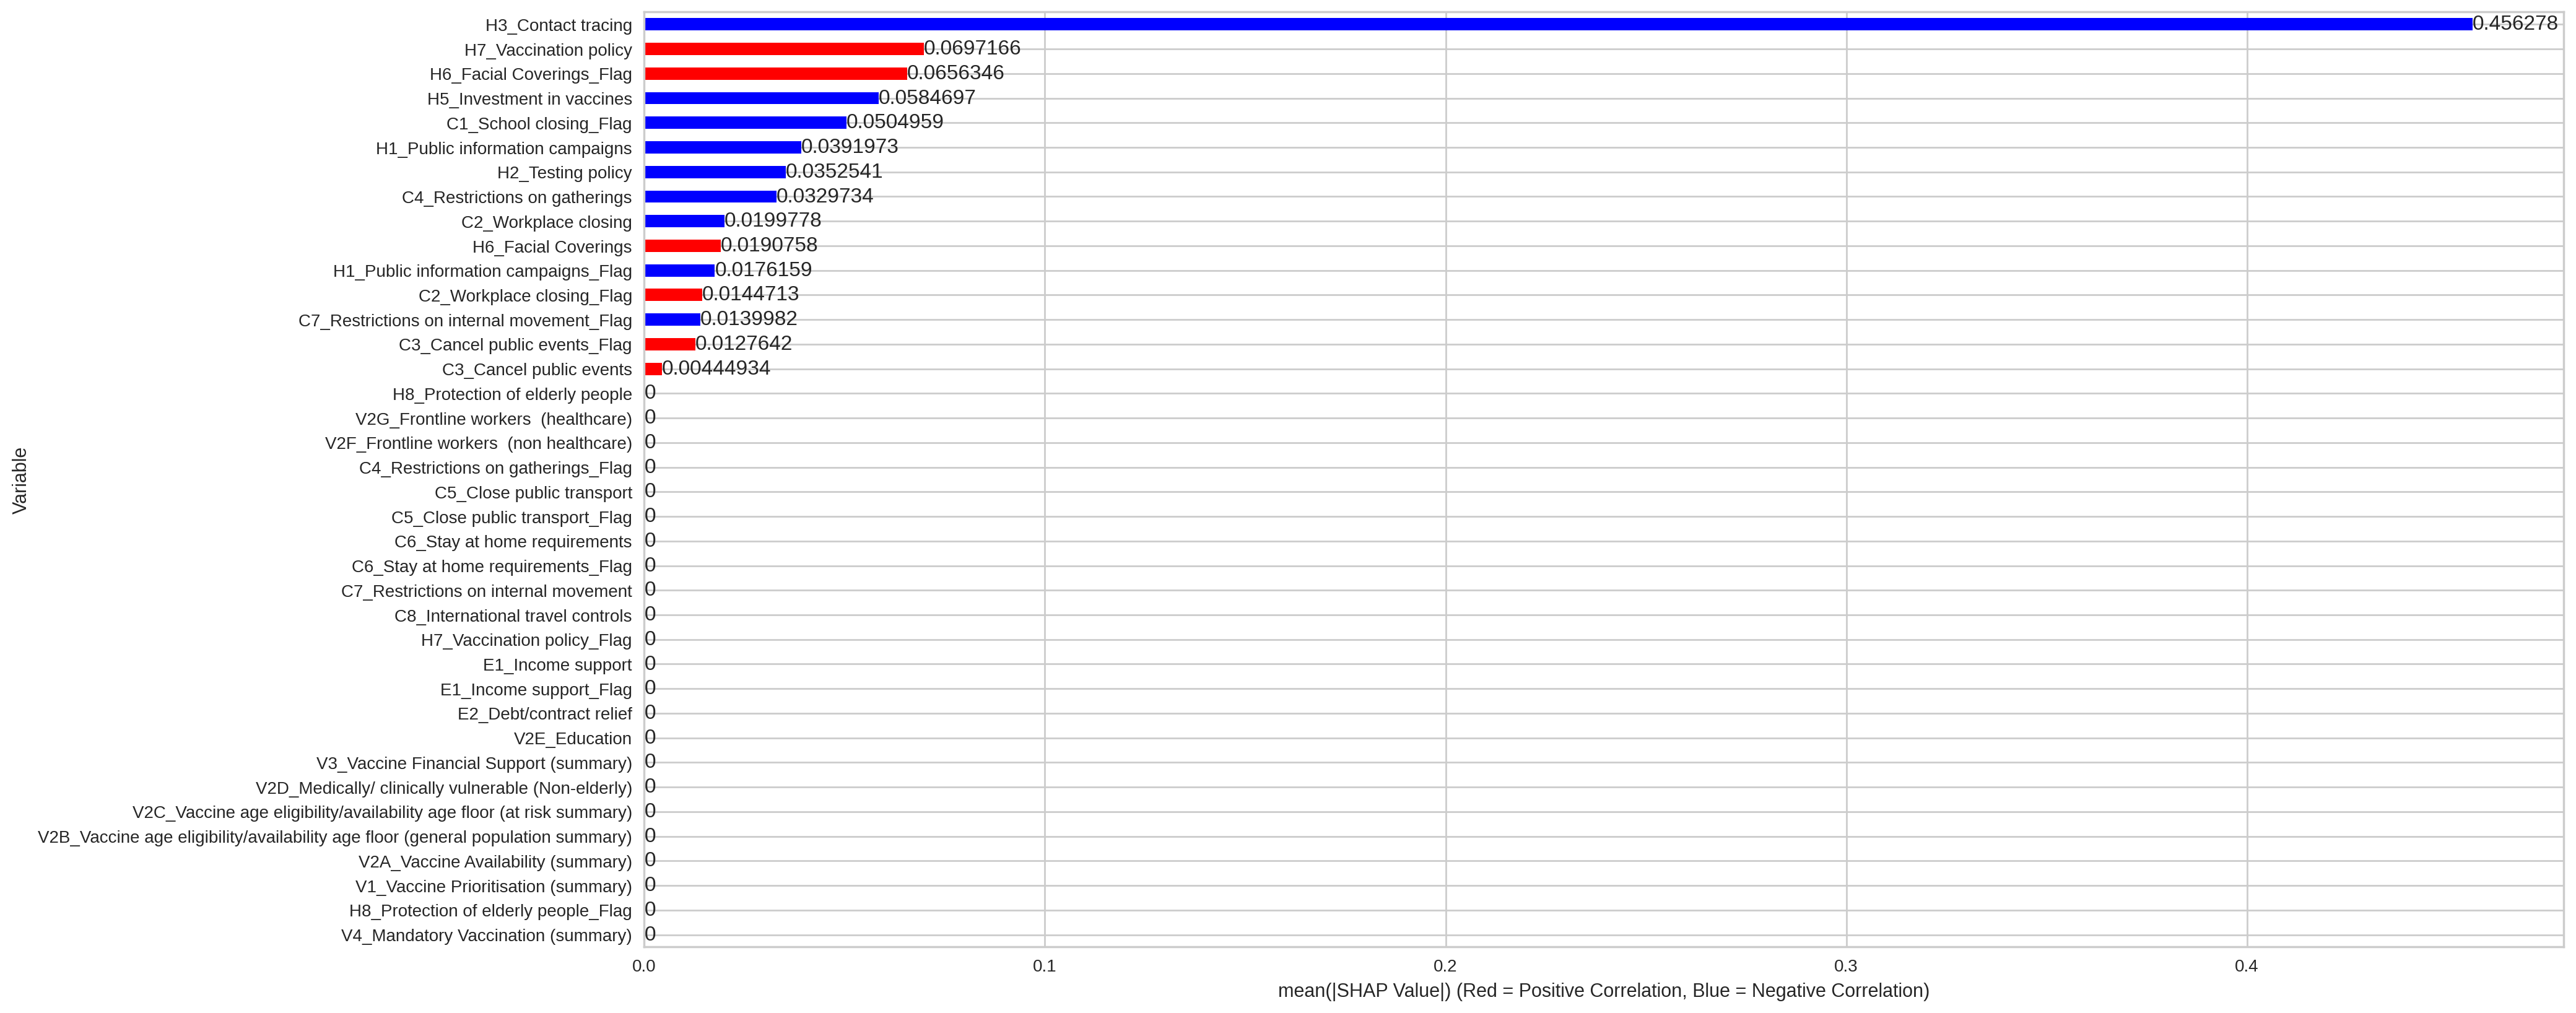 H3_Contact tracing 0.456278
H7_Vaccination policy 0.0697166
H6_Facial Coverings_Flag 0.0656346
H5_Investment in vaccines 0.0584697
C1_School closing_Flag 0.0504959
H1_Public information campaigns 0.0391973
H2_Testing policy 0.0352541
C4_Restrictions on gatherings 0.0329734
C2_Workplace closing 0.0199778
H6_Facial Coverings 0.0190758
H1_Public information campaigns_Flag 0.0176159
C2_Workplace closing_Flag 0.0144713
C7_Restrictions on internal movement_Flag 0.0139982
C3_Cancel public events_Flag 0.0127642
C3_Cancel public events 0.00444934
H8_Protection of elderly people 0
V2G_Frontline workers  (healthcare) 0
V2F_Frontline workers  (non healthcare) 0
C4_Restrictions on gatherings_Flag 0
C5_Close public transport 0
C5_Close public transport_Flag 0
C6_Stay at home requirements 0
C6_Stay at home requirements_Flag 0
C7_Restrictions on internal movement 0
C8_International travel controls 0
H7_Vaccination policy_Flag 0
E1_Income support 0
E1_Income support_Flag 0
E2_Debt/contract relief 0
V2E_Education 0
V3_Vaccine Financial Support (summary) 0
V2D_Medically/ clinically vulnerable (Non-elderly) 0
V2C_Vaccine age eligibility/availability age floor (at risk summary) 0
V2B_Vaccine age eligibility/availability age floor (general population summary) 0
V2A_Vaccine Availability (summary) 0
V1_Vaccine Prioritisation (summary) 0
H8_Protection of elderly people_Flag 0
V4_Mandatory Vaccination (summary) 0
Variable
0.0 0.1 0.2 0.3 0.4
mean(|SHAP Value|) (Red = Positive Correlation, Blue = Negative Correlation)